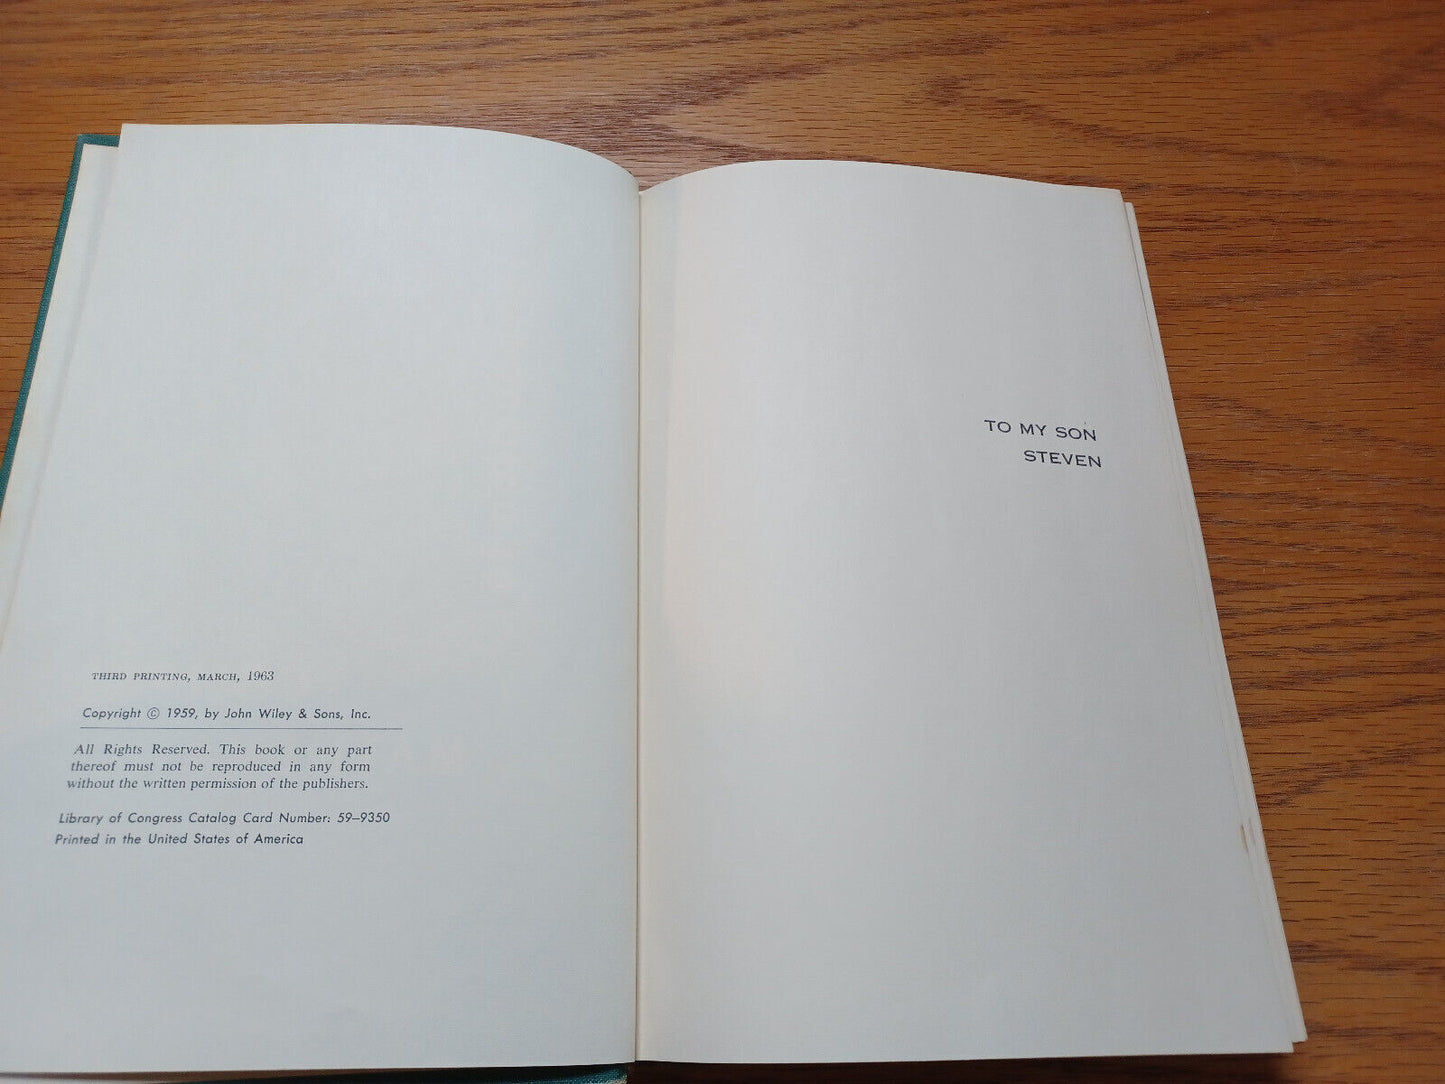 THIRD PRINTING, MARCH, 1963
Copyright © 1959, by John Wiley & Sons, Inc.
All Rights Reserved. This book or any part
thereof must not be reproduced in any form
without the written permission of the publishers.
Library of Congress Catalog Card Number: 59–9350
Printed in the United States of America
TO MY SON
STEVEN